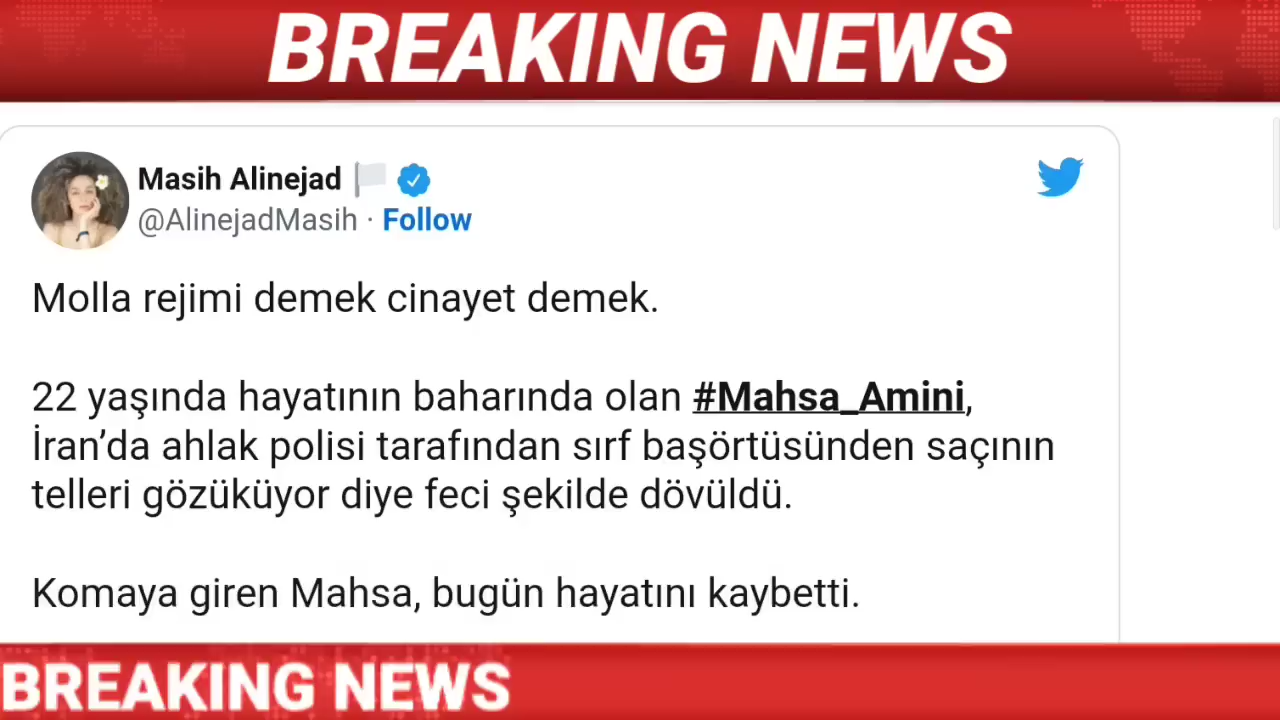 BREAKING NEWS
Masih Alinejad
@AlinejadMasih · Follow
Molla rejimi demek cinayet demek.
22 yaşında hayatının baharında olan #Mahsa_Amini,
İran’da ahlak polisi tarafından sırf başörtüsünden saçının
telleri gözüküyor diye feci şekilde dövüldü.
Komaya giren Mahsa, bugün hayatını kaybetti.
BREAKING NEWS